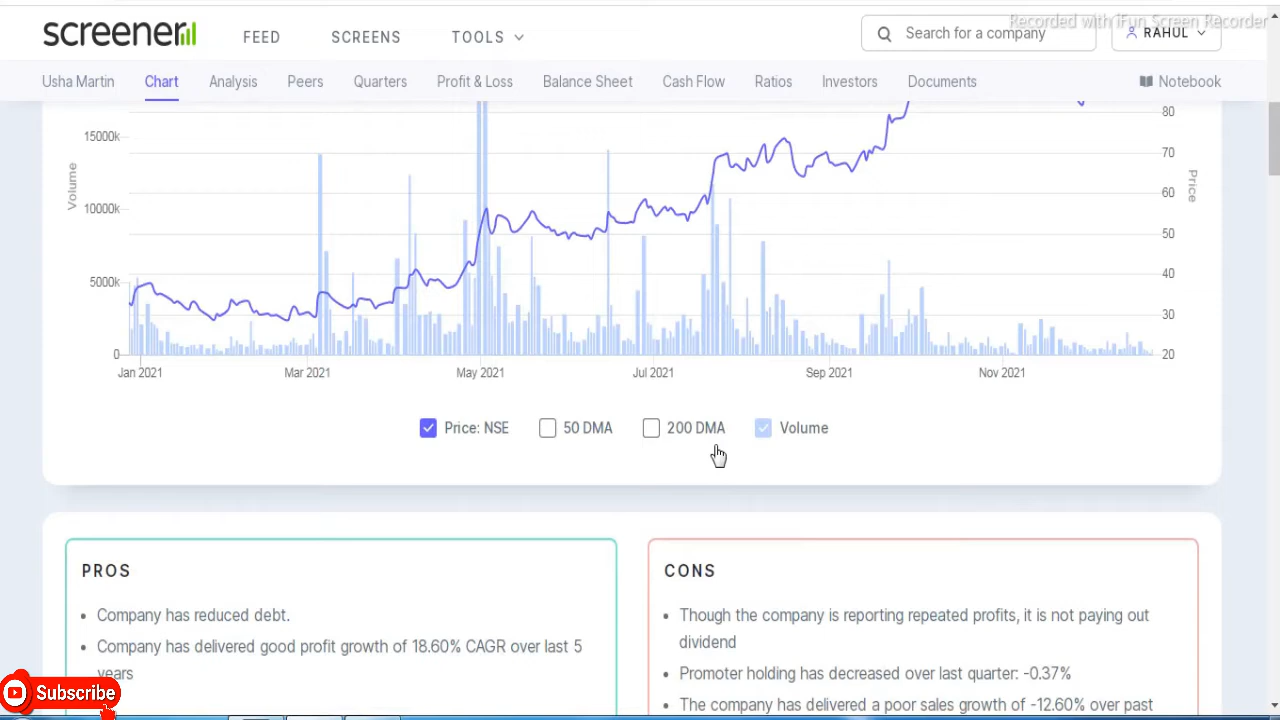 Recorded with iFun Screen Recorder
screener
FEED SCREENS TOOLS
Search for a company
RAHUL
Usha Martin Chart Analysis Peers Quarters Profit & Loss Balance Sheet Cash Flow Ratios Investors Documents Notebook
80
15000k
70
Volume
Price
60
10000k
50
5000k
40
30
0
20
Jan 2021 Mar 2021 May 2021 Jul 2021 Sep 2021 Nov 2021
Price: NSE 50 DMA 200 DMA Volume
PROS
Company has reduced debt.
Company has delivered good profit growth of 18.60% CAGR over last 5
years
CONS
Though the company is reporting repeated profits, it is not paying out
dividend
Promoter holding has decreased over last quarter: -0.37%
The company has delivered a poor sales growth of -12.60% over past
Subscribe